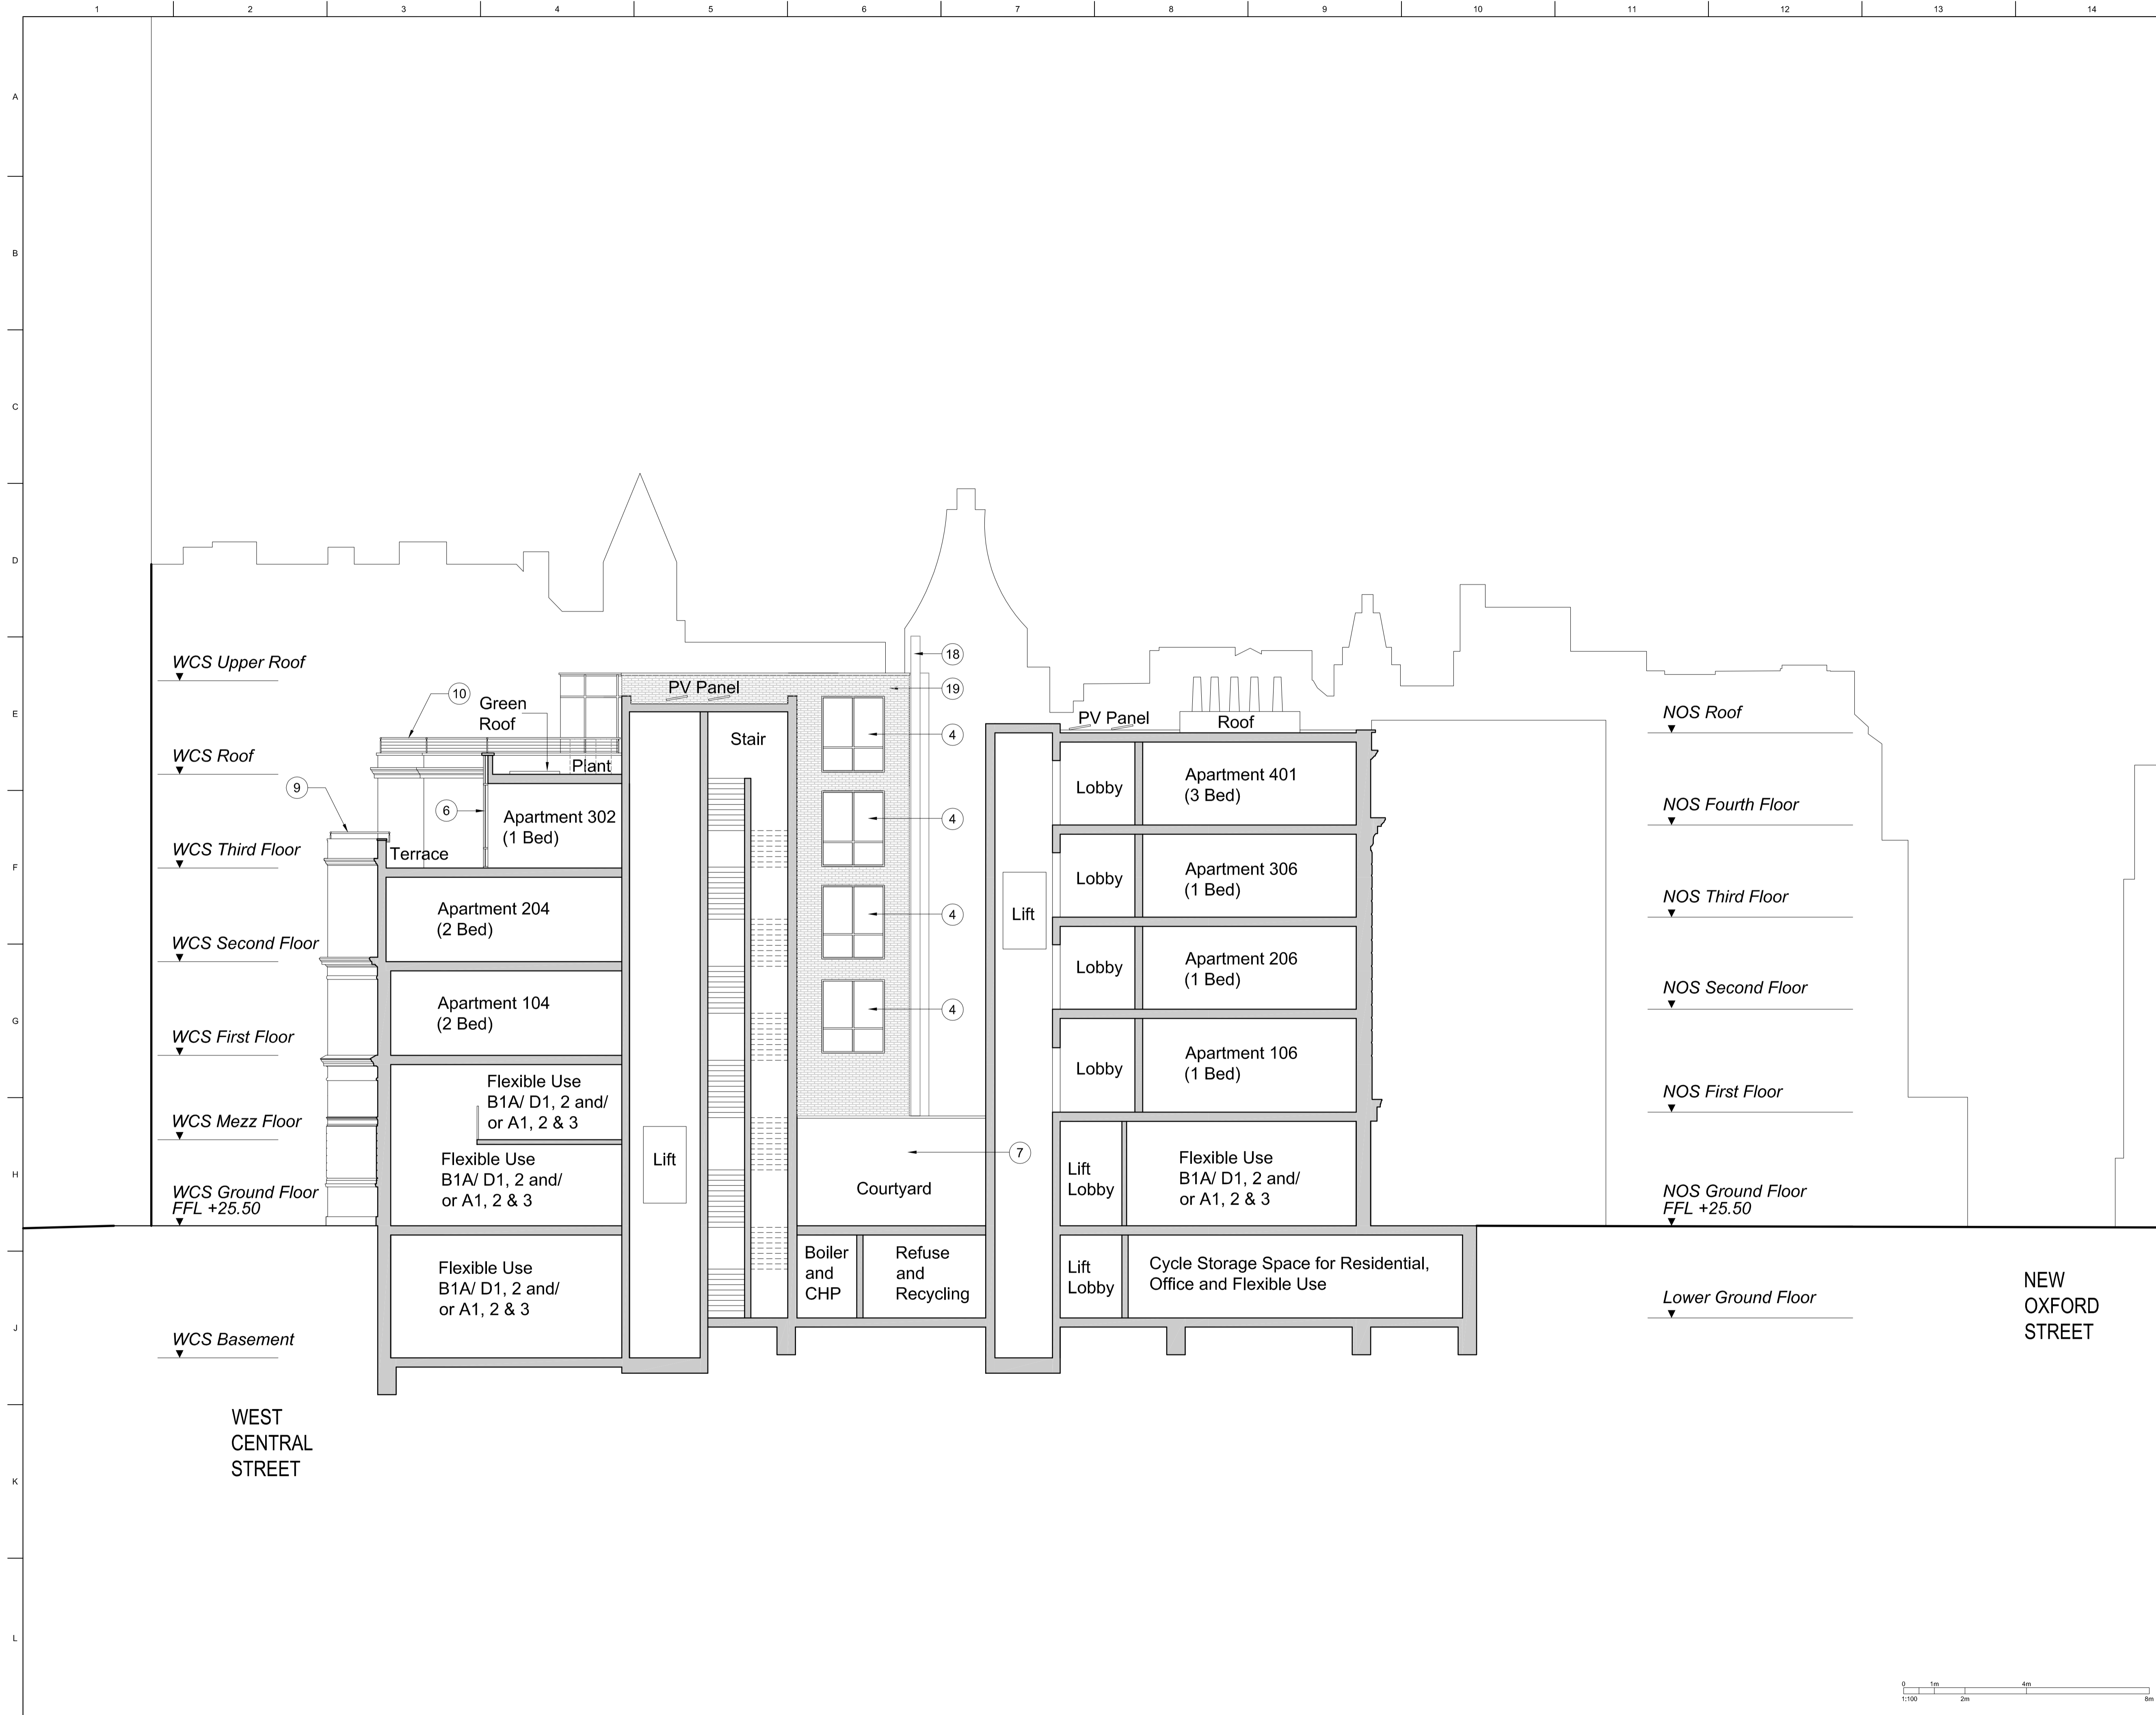 1 2 3 4 5 6 7 8 9 10 11 12 13 14
A
B
C
D
E
F
G
H
J
K
L
WCS Upper Roof
WCS Roof
WCS Third Floor
WCS Second Floor
WCS First Floor
WCS Mezz Floor
WCS Ground Floor
FFL +25.50
WCS Basement
WEST
CENTRAL
STREET
10
9
6
Green
Roof
Plant
Terrace
Apartment 302
(1 Bed)
Apartment 204
(2 Bed)
Apartment 104
(2 Bed)
Flexible Use
B1A/ D1, 2 and/
or A1, 2 & 3
Flexible Use
B1A/ D1, 2 and/
or A1, 2 & 3
Flexible Use
B1A/ D1, 2 and/
or A1, 2 & 3
PV Panel
Stair
Lift
18
19
4
4
4
4
7
Courtyard
Boiler
and
CHP
Refuse
and
Recycling
Lift
PV Panel
Roof
Lobby
Apartment 401
(3 Bed)
Lobby
Apartment 306
(1 Bed)
Lobby
Apartment 206
(1 Bed)
Lobby
Apartment 106
(1 Bed)
Lift
Lobby
Flexible Use
B1A/ D1, 2 and/
or A1, 2 & 3
Lift
Lobby
Cycle Storage Space for Residential,
Office and Flexible Use
NOS Roof
NOS Fourth Floor
NOS Third Floor
NOS Second Floor
NOS First Floor
NOS Ground Floor
FFL +25.50
Lower Ground Floor
NEW
OXFORD
STREET
0 1m 4m
1:100 2m 8m